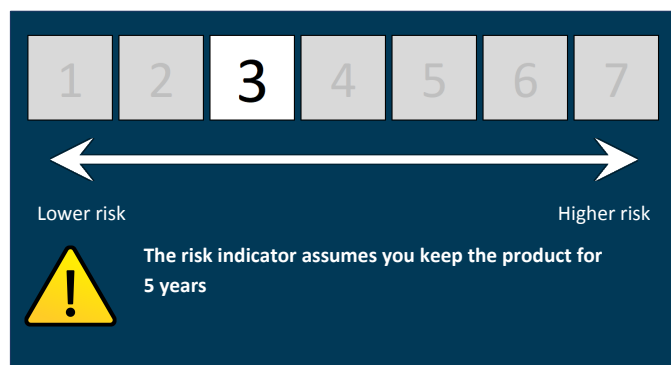 1 2 3 4 5 6 7
Lower risk Higher risk
The risk indicator assumes you keep the product for
5 years